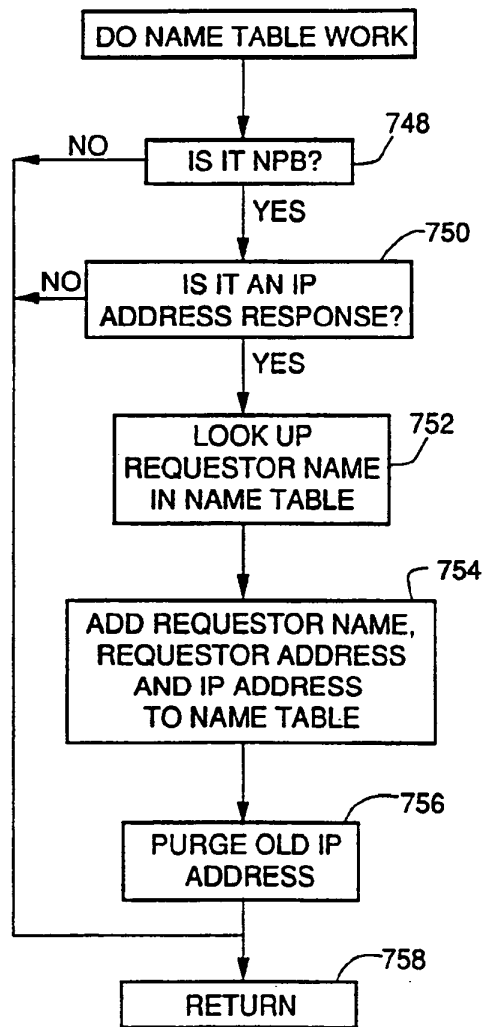 DO NAME TABLE WORK
748
NO
IS IT NPB?
YES
750
NO
IS IT AN IP
ADDRESS RESPONSE?
YES
752
LOOK UP
REQUESTOR NAME
IN NAME TABLE
754
ADD REQUESTOR NAME,
REQUESTOR ADDRESS
AND IP ADDRESS
TO NAME TABLE
756
PURGE OLD IP
ADDRESS
758
RETURN